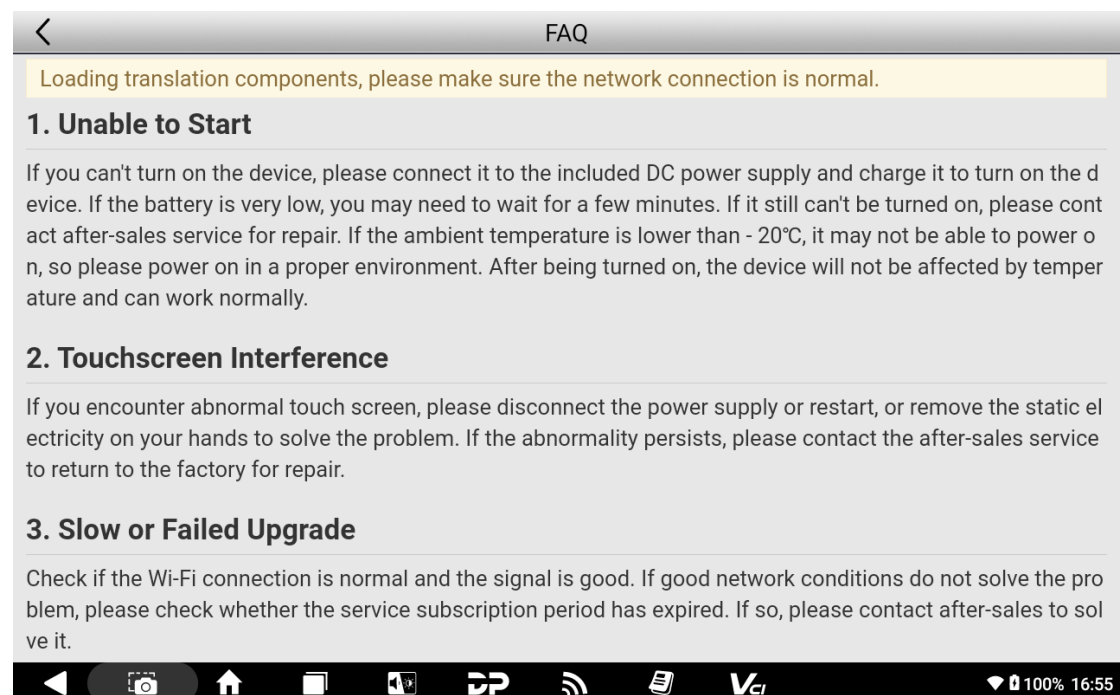 FAQ
Loading translation components, please make sure the network connection is normal.
1. Unable to Start
If you can't turn on the device, please connect it to the included DC power supply and charge it to turn on the d
evice. If the battery is very low, you may need to wait for a few minutes. If it still can't be turned on, please cont
act after-sales service for repair. If the ambient temperature is lower than - 20℃, it may not be able to power o
n, so please power on in a proper environment. After being turned on, the device will not be affected by temper
ature and can work normally.
2. Touchscreen Interference
If you encounter abnormal touch screen, please disconnect the power supply or restart, or remove the static el
ectricity on your hands to solve the problem. If the abnormality persists, please contact the after-sales service
to return to the factory for repair.
3. Slow or Failed Upgrade
Check if the Wi-Fi connection is normal and the signal is good. If good network conditions do not solve the pro
blem, please check whether the service subscription period has expired. If so, please contact after-sales to sol
ve it.
DP VCI 100% 16:55